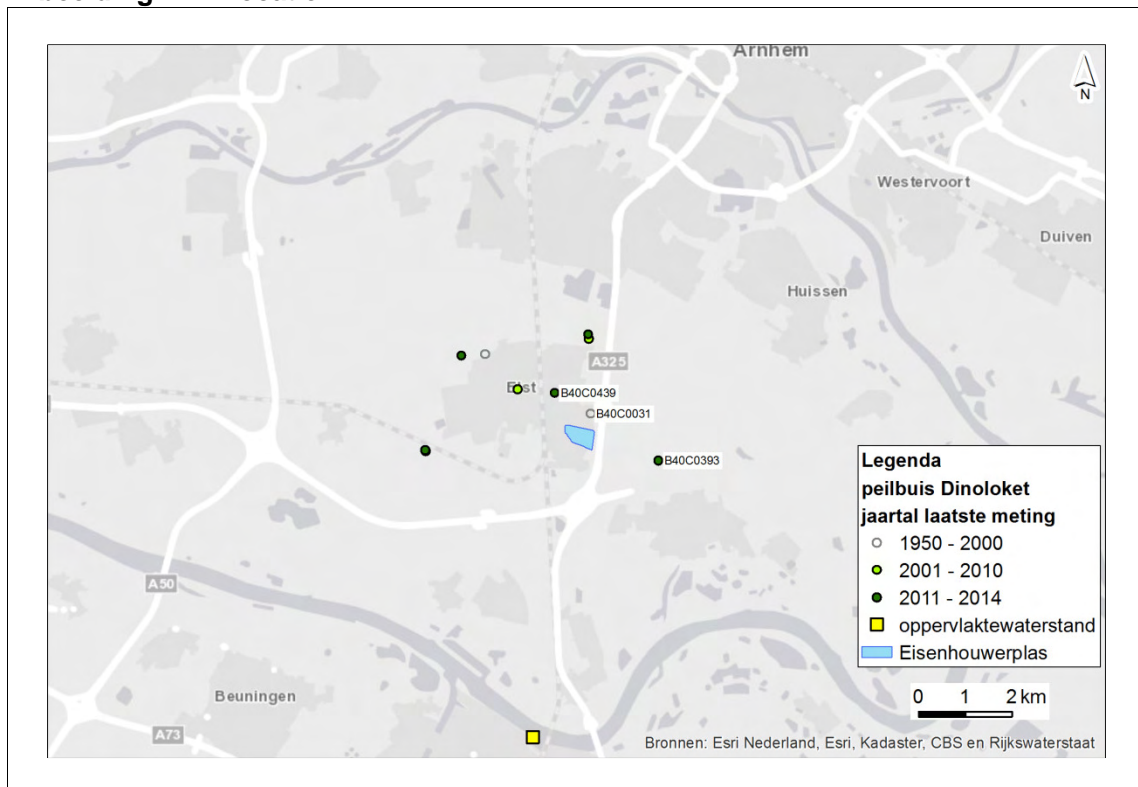 Arnhem
N
Westervoort
Duiven
Huissen
A325
Elst
B40C0439
B40C0031
B40C0393
Legenda
peilbuis Dinoloket
jaartal laatste meting
1950 - 2000
2001 - 2010
2011 - 2014
oppervlaktewaterstand
Eisenhouwerplas
A50
Beuningen
0 1 2 km
A73
Bronnen: Esri Nederland, Esri, Kadaster, CBS en Rijkswaterstaat